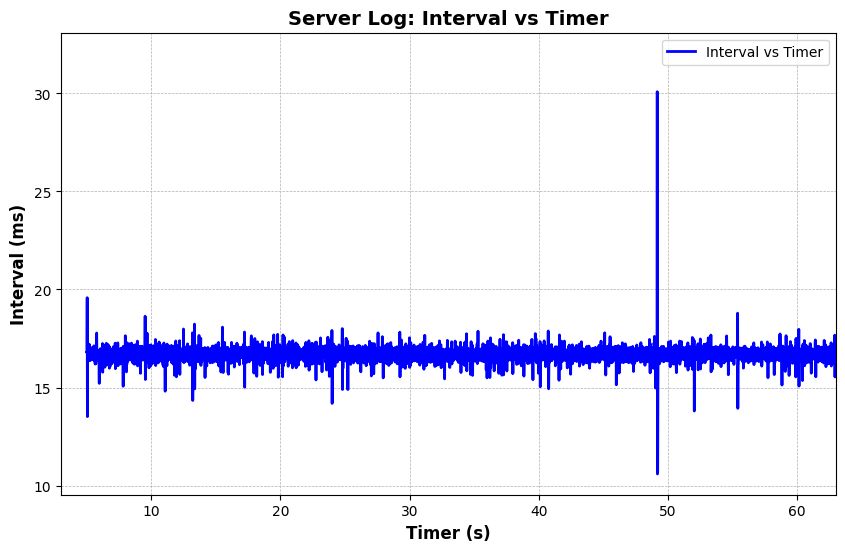 Server Log: Interval vs Timer
Interval vs Timer
30
25
20
15
10
Interval (ms)
10 20 30 40 50 60
Timer (s)